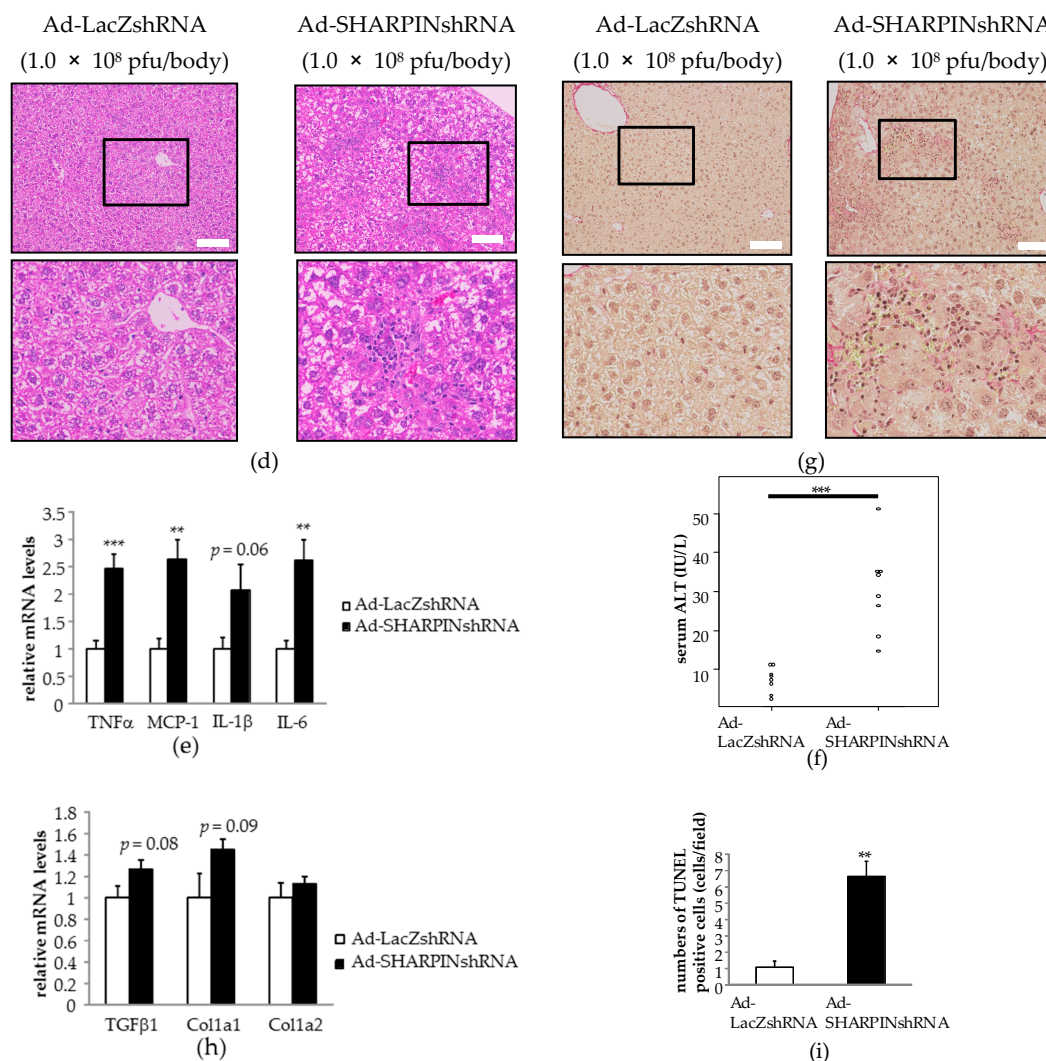 Ad-LacZshRNA
(1.0 × 10⁸ pfu/body)
Ad-SHARPINshRNA
(1.0 × 10⁸ pfu/body)
(d)
Ad-LacZshRNA
(1.0 × 10⁸ pfu/body)
Ad-SHARPINshRNA
(1.0 × 10⁸ pfu/body)
(g)
relative mRNA levels
3.5
3
2.5
2
1.5
1
0.5
0
***
**
p = 0.06
**
TNFα MCP-1 IL-1β IL-6
Ad-LacZshRNA
Ad-SHARPINshRNA
(e)
serum ALT (IU/L)
50
40
30
20
10
***
Ad-
LacZshRNA
Ad-
SHARPINshRNA
(f)
relative mRNA levels
1.8
1.6
1.4
1.2
1
0.8
0.6
0.4
0.2
0
p = 0.08
p = 0.09
TGFβ1 Col1a1 Col1a2
Ad-LacZshRNA
Ad-SHARPINshRNA
(h)
numbers of TUNEL
positive cells (cells/field)
8
7
6
5
4
3
2
1
0
**
Ad-
LacZshRNA
Ad-
SHARPINshRNA
(i)